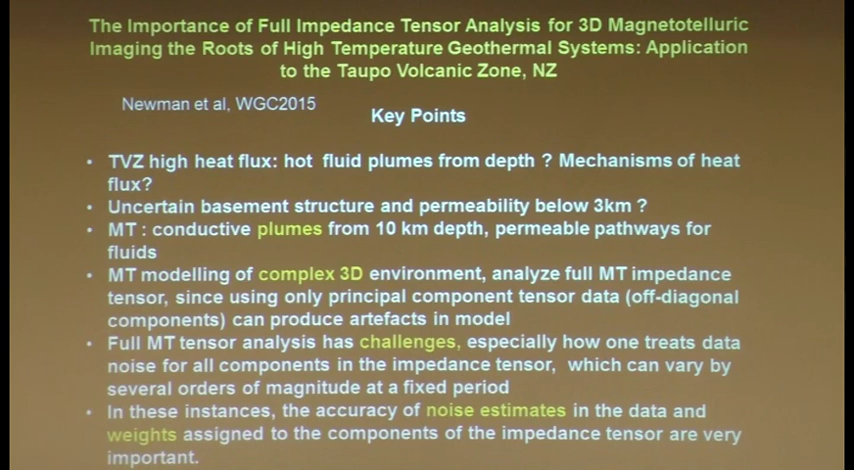 The Importance of Full Impedance Tensor Analysis for 3D Magnetotelluric
Imaging the Roots of High Temperature Geothermal Systems: Application
to the Taupo Volcanic Zone, NZ
Newman et al, WGC2015
Key Points
• TVZ high heat flux: hot fluid plumes from depth ? Mechanisms of heat
flux?
• Uncertain basement structure and permeability below 3km ?
• MT : conductive plumes from 10 km depth, permeable pathways for
fluids
• MT modelling of complex 3D environment, analyze full MT impedance
tensor, since using only principal component tensor data (off-diagonal
components) can produce artefacts in model
• Full MT tensor analysis has challenges, especially how one treats data
noise for all components in the impedance tensor, which can vary by
several orders of magnitude at a fixed period
• In these instances, the accuracy of noise estimates in the data and
weights assigned to the components of the impedance tensor are very
important.